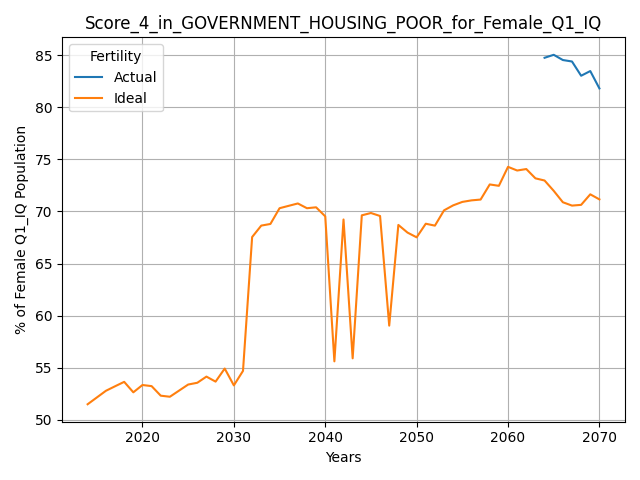 Score_4_in_GOVERNMENT_HOUSING_POOR_for_Female_Q1_IQ
Fertility
Actual
Ideal
% of Female Q1_IQ Population
85
80
75
70
65
60
55
50
2020
2030
2040
2050
2060
2070
Years